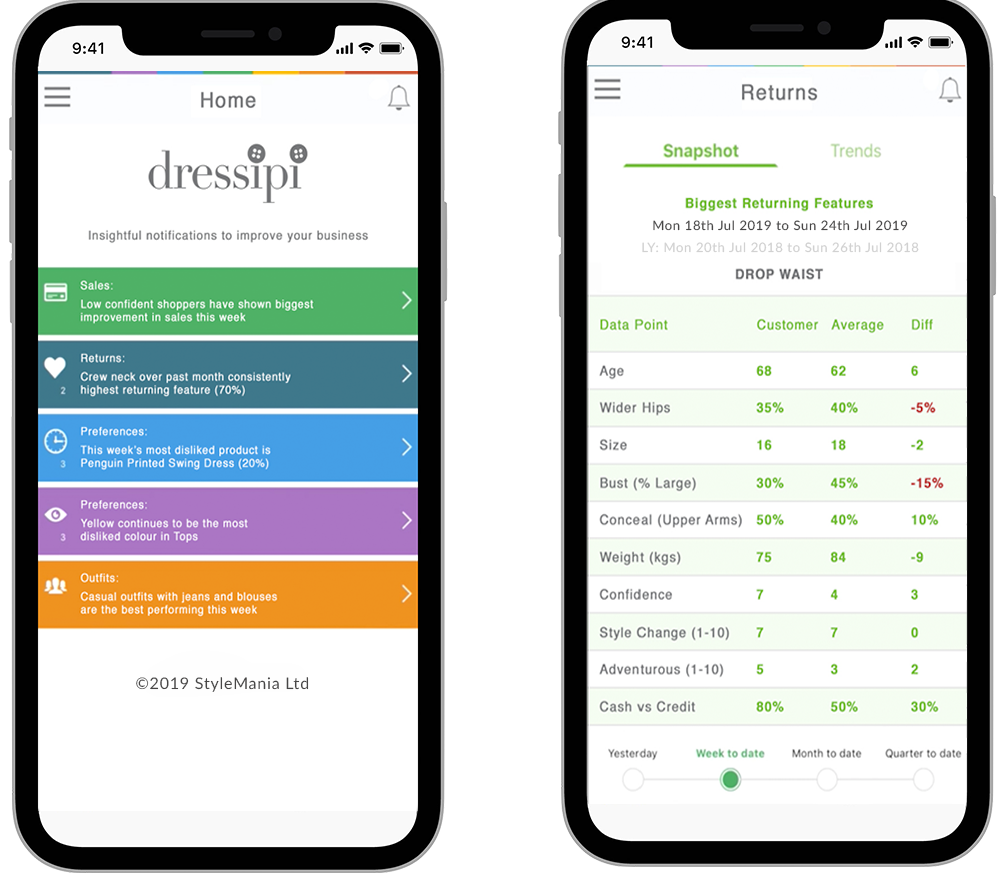 9:41
Home
dressipi
Insightful notifications to improve your business
Sales:
Low confident shoppers have shown biggest
improvement in sales this week
Returns:
Crew neck over past month consistently
highest returning feature (70%)
2
Preferences:
This week's most disliked product is
Penguin Printed Swing Dress (20%)
3
Preferences:
Yellow continues to be the most
disliked colour in Tops
3
Outfits:
Casual outfits with jeans and blouses
are the best performing this week
©2019 StyleMania Ltd
9:41
Returns
Snapshot Trends
Biggest Returning Features
Mon 18th Jul 2019 to Sun 24th Jul 2019
LY: Mon 20th Jul 2018 to Sun 26th Jul 2018
DROP WAIST
Data Point Customer Average Diff
Age 68 62 6
Wider Hips 35% 40% -5%
Size 16 18 -2
Bust (% Large) 30% 45% -15%
Conceal (Upper Arms) 50% 40% 10%
Weight (kgs) 75 84 -9
Confidence 7 4 3
Style Change (1-10) 7 7 0
Adventurous (1-10) 5 3 2
Cash vs Credit 80% 50% 30%
Yesterday Week to date Month to date Quarter to date